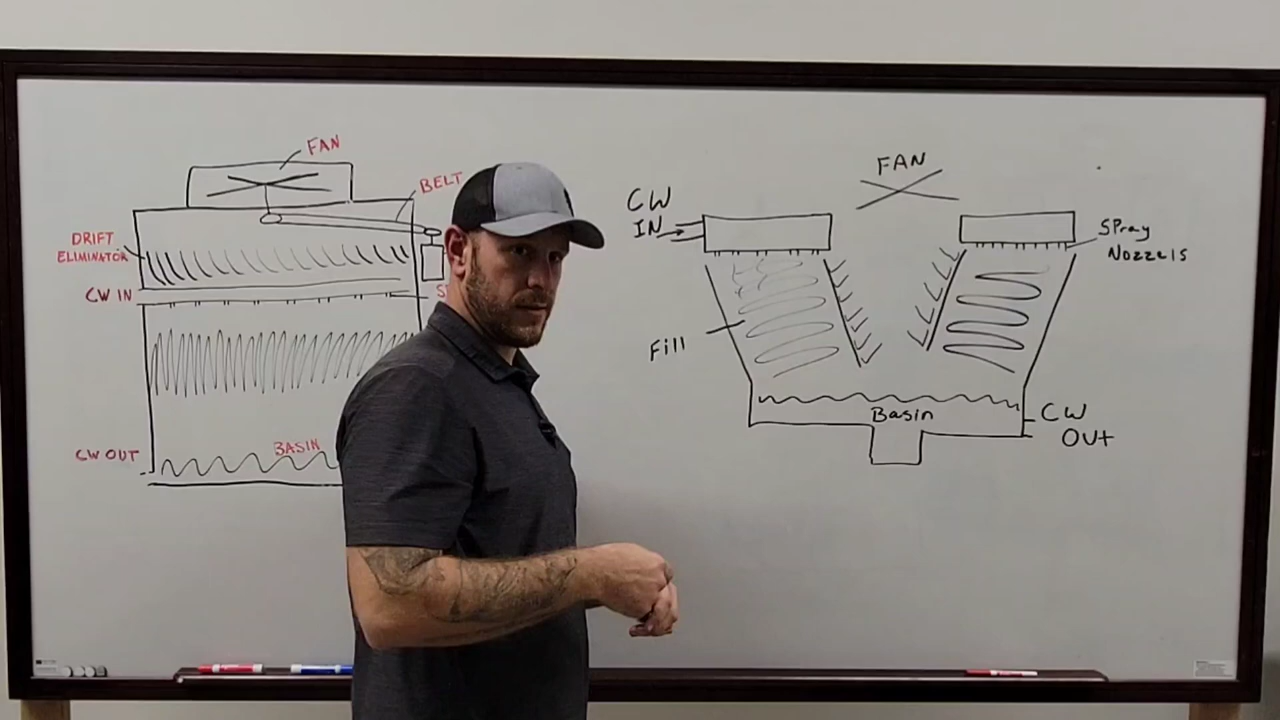 FAN
BELT
DRIFT
ELIMINATOR
CW IN
CW OUT
BASIN
FAN
CW
IN
SPray
Nozzels
Fill
Basin
CW
OUt